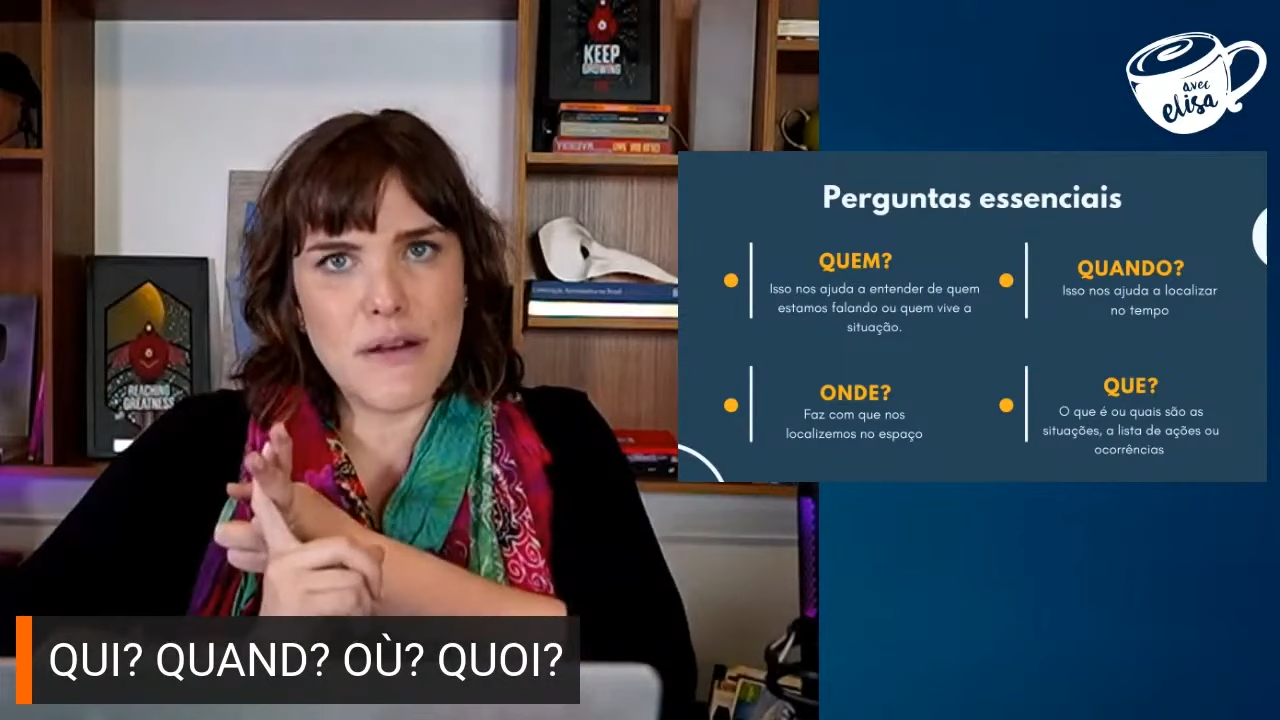 KEEP
GROWING
avec
elisa
Perguntas essenciais
QUEM?
Isso nos ajuda a entender de quem
estamos falando ou quem vive a
situação.
QUANDO?
Isso nos ajuda a localizar
no tempo
ONDE?
Faz com que nos
localizemos no espaço
QUE?
O que é ou quais são as
situações, a lista de ações ou
ocorrências
REACHING
GREATNESS
QUI? QUAND? OÙ? QUOI?